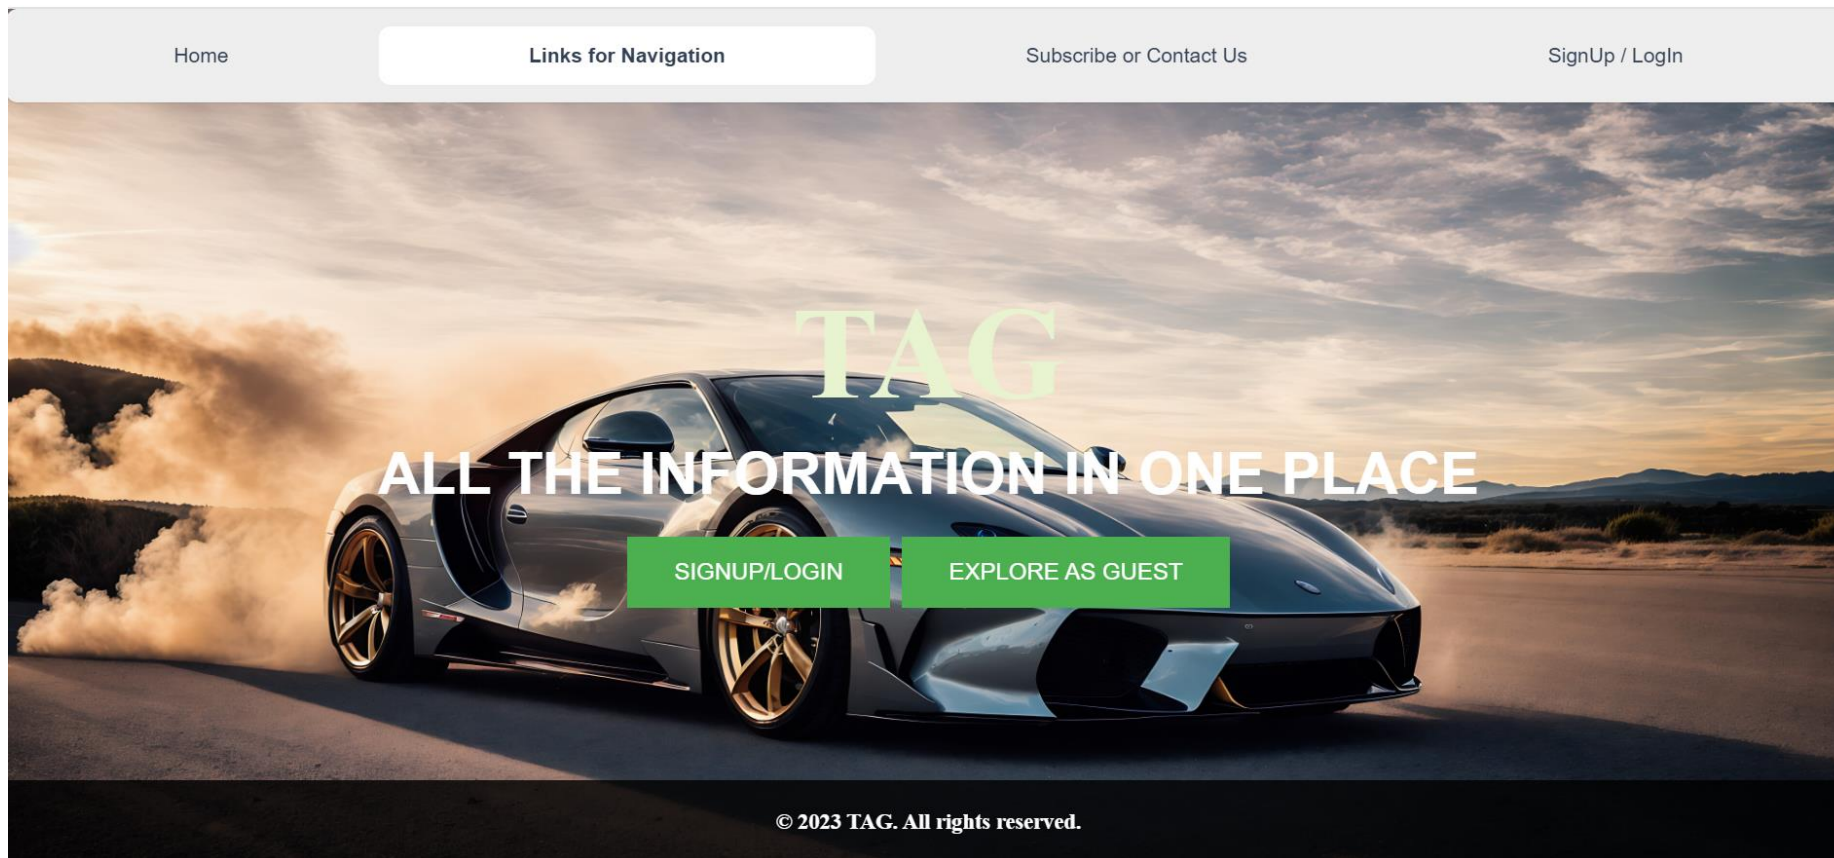 Home Links for Navigation Subscribe or Contact Us SignUp / LogIn
TAG
ALL THE INFORMATION IN ONE PLACE
SIGNUP/LOGIN EXPLORE AS GUEST
© 2023 TAG. All rights reserved.